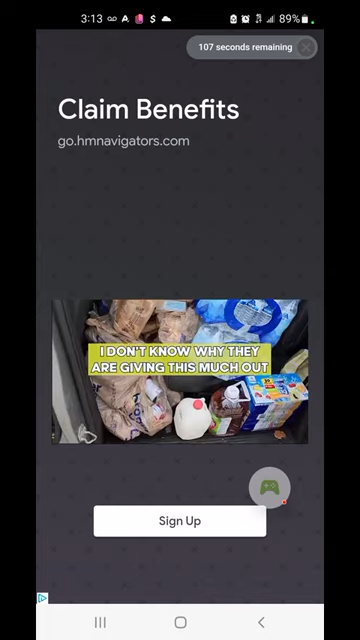 3:13
89%
107 seconds remaining
Claim Benefits
go.hmnavigators.com
I DON'T KNOW WHY THEY
ARE GIVING THIS MUCH OUT
Sign Up